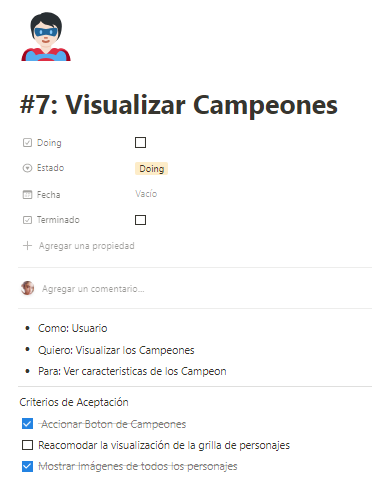 #7: Visualizar Campeones
Doing
Estado Doing
Fecha Vacío
Terminado
Agregar una propiedad
Agregar un comentario...
Como: Usuario
Quiero: Visualizar los Campeones
Para: Ver caracteristicas de los Campeon
Criterios de Aceptación
Accionar Boton de Campeones
Reacomodar la visualización de la grilla de personajes
Mostrar Imágenes de todos los personajes